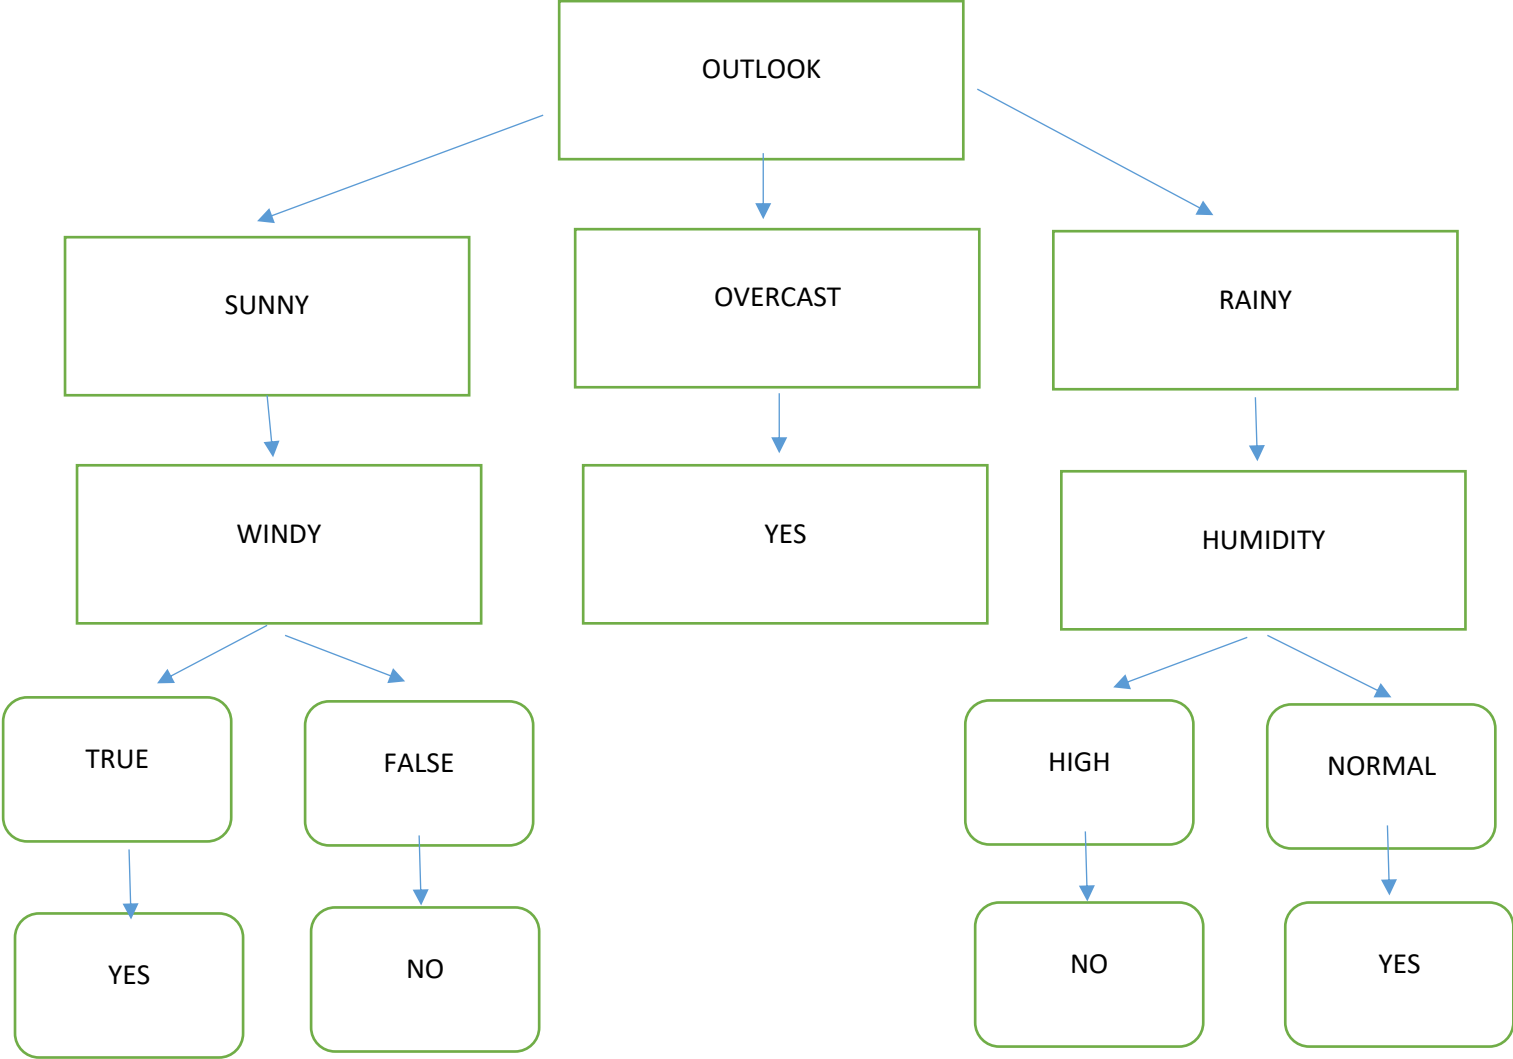 OUTLOOK
SUNNY
OVERCAST
RAINY
WINDY
YES
HUMIDITY
TRUE
FALSE
HIGH
NORMAL
YES
NO
NO
YES